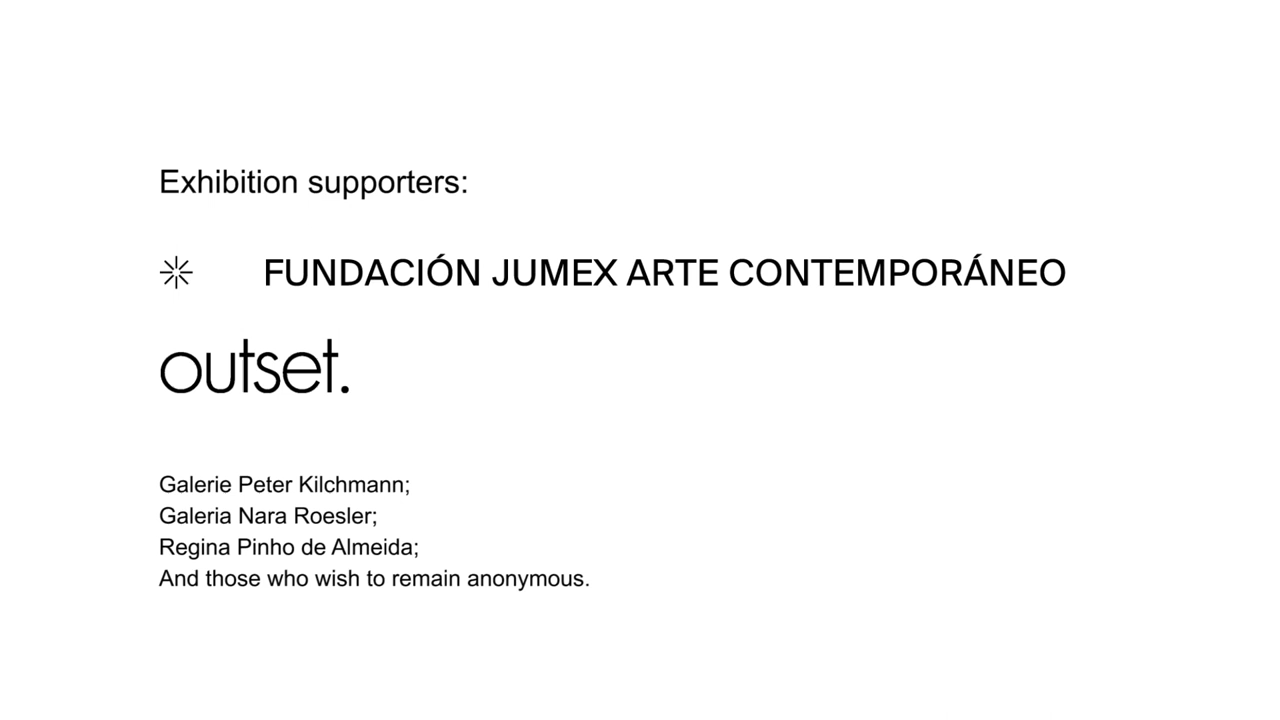 Exhibition supporters:
FUNDACIÓN JUMEX ARTE CONTEMPORÁNEO
outset.
Galerie Peter Kilchmann;
Galeria Nara Roesler;
Regina Pinho de Almeida;
And those who wish to remain anonymous.